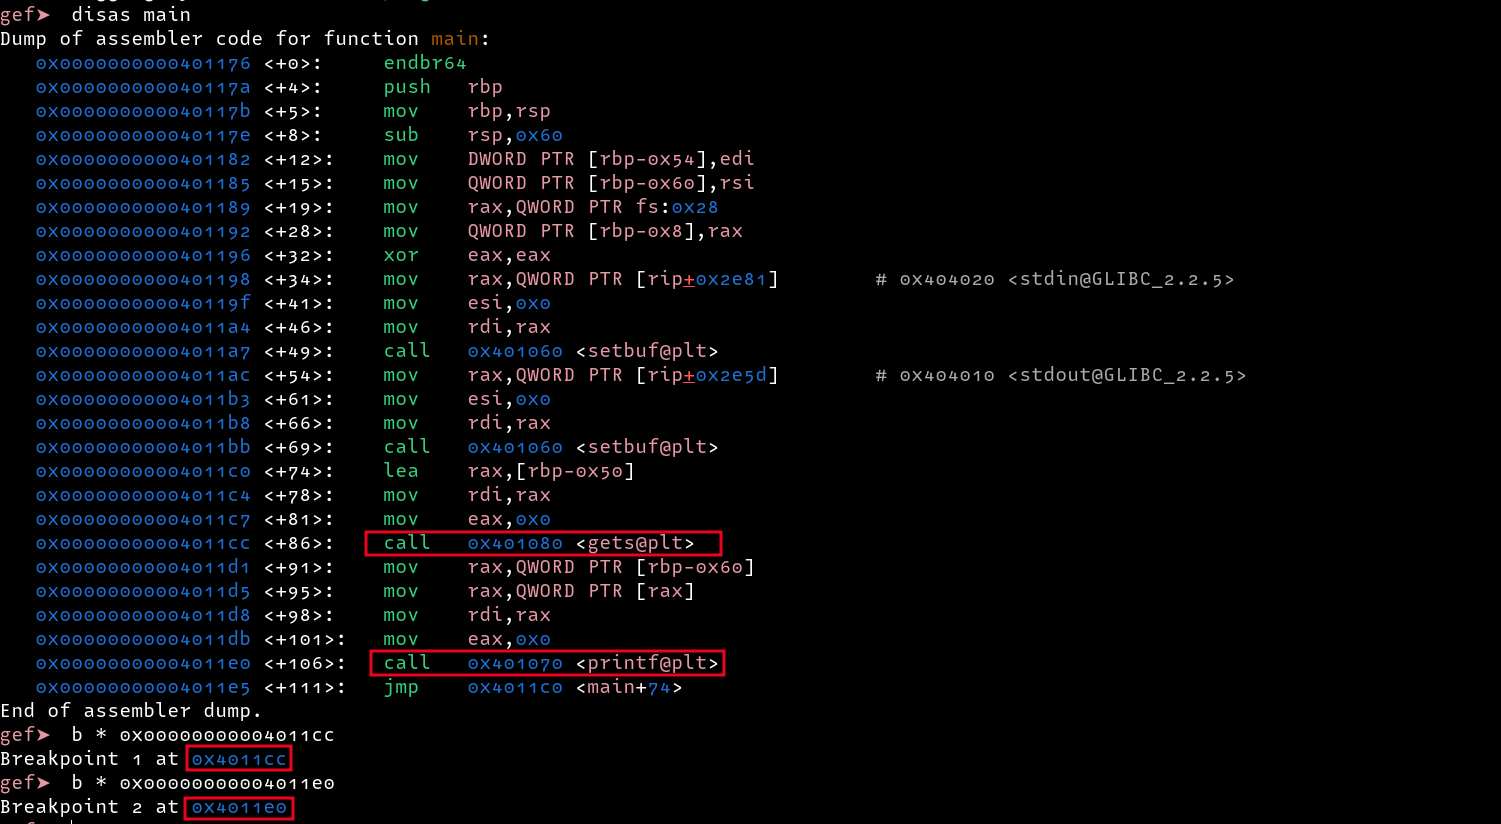 gef➤  disas main
Dump of assembler code for function main:
   0x0000000000401176 <+0>:     endbr64
   0x000000000040117a <+4>:     push   rbp
   0x000000000040117b <+5>:     mov    rbp,rsp
   0x000000000040117e <+8>:     sub    rsp,0x60
   0x0000000000401182 <+12>:    mov    DWORD PTR [rbp-0x54],edi
   0x0000000000401185 <+15>:    mov    QWORD PTR [rbp-0x60],rsi
   0x0000000000401189 <+19>:    mov    rax,QWORD PTR fs:0x28
   0x0000000000401192 <+28>:    mov    QWORD PTR [rbp-0x8],rax
   0x0000000000401196 <+32>:    xor    eax,eax
   0x0000000000401198 <+34>:    mov    rax,QWORD PTR [rip+0x2e81]        # 0x404020 <stdin@GLIBC_2.2.5>
   0x000000000040119f <+41>:    mov    esi,0x0
   0x00000000004011a4 <+46>:    mov    rdi,rax
   0x00000000004011a7 <+49>:    call   0x401060 <setbuf@plt>
   0x00000000004011ac <+54>:    mov    rax,QWORD PTR [rip+0x2e5d]        # 0x404010 <stdout@GLIBC_2.2.5>
   0x00000000004011b3 <+61>:    mov    esi,0x0
   0x00000000004011b8 <+66>:    mov    rdi,rax
   0x00000000004011bb <+69>:    call   0x401060 <setbuf@plt>
   0x00000000004011c0 <+74>:    lea    rax,[rbp-0x50]
   0x00000000004011c4 <+78>:    mov    rdi,rax
   0x00000000004011c7 <+81>:    mov    eax,0x0
   0x00000000004011cc <+86>:    call   0x401080 <gets@plt>
   0x00000000004011d1 <+91>:    mov    rax,QWORD PTR [rbp-0x60]
   0x00000000004011d5 <+95>:    mov    rax,QWORD PTR [rax]
   0x00000000004011d8 <+98>:    mov    rdi,rax
   0x00000000004011db <+101>:   mov    eax,0x0
   0x00000000004011e0 <+106>:   call   0x401070 <printf@plt>
   0x00000000004011e5 <+111>:   jmp    0x4011c0 <main+74>
End of assembler dump.
gef➤  b * 0x00000000004011cc
Breakpoint 1 at 0x4011cc
gef➤  b * 0x00000000004011e0
Breakpoint 2 at 0x4011e0